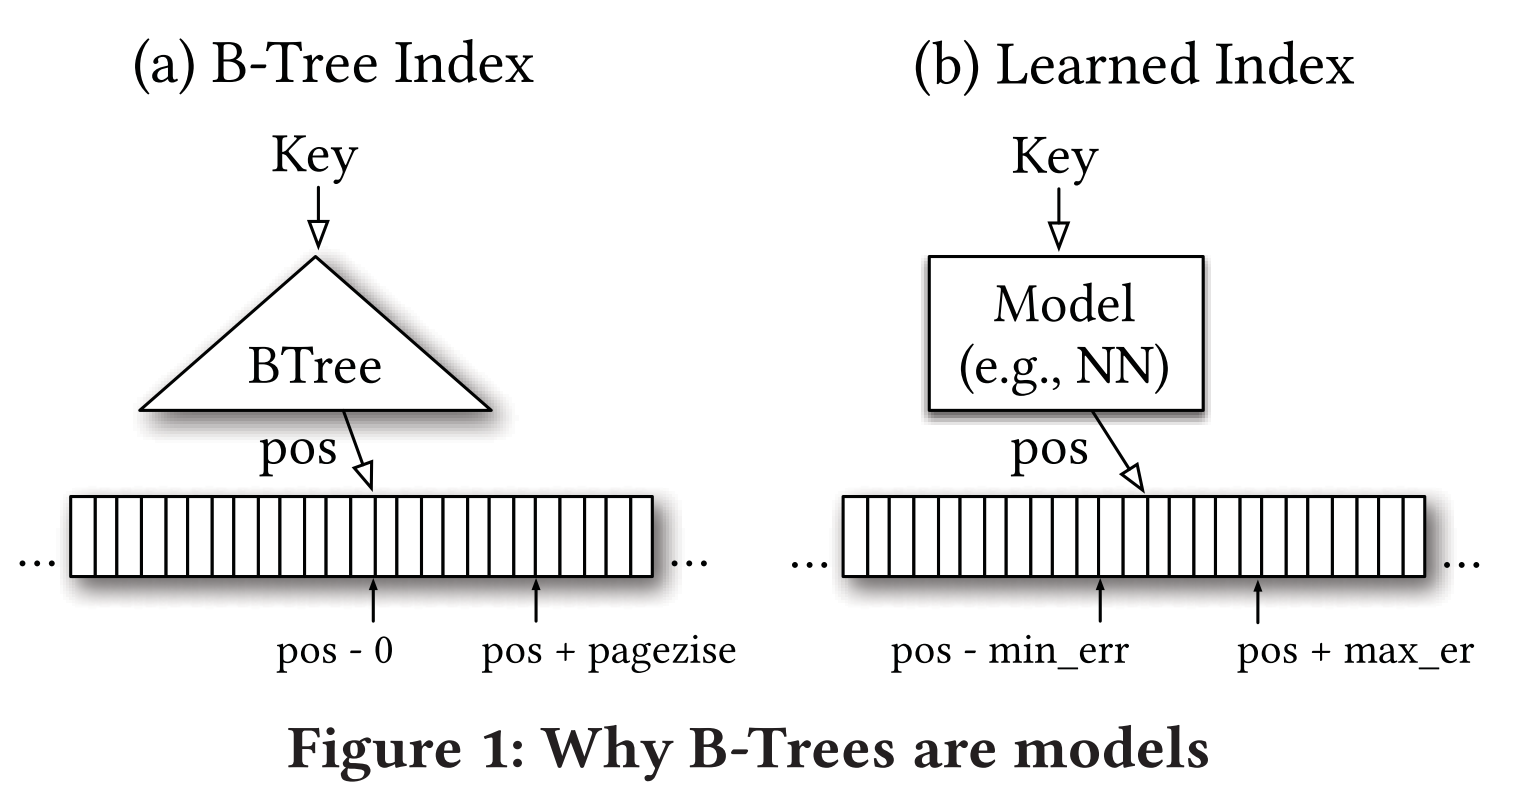 (a) B-Tree Index
Key
BTree
pos
... ...
pos - 0
pos + pagezise
(b) Learned Index
Key
Model
(e.g., NN)
pos
... ...
pos - min_err
pos + max_er
Figure 1: Why B-Trees are models